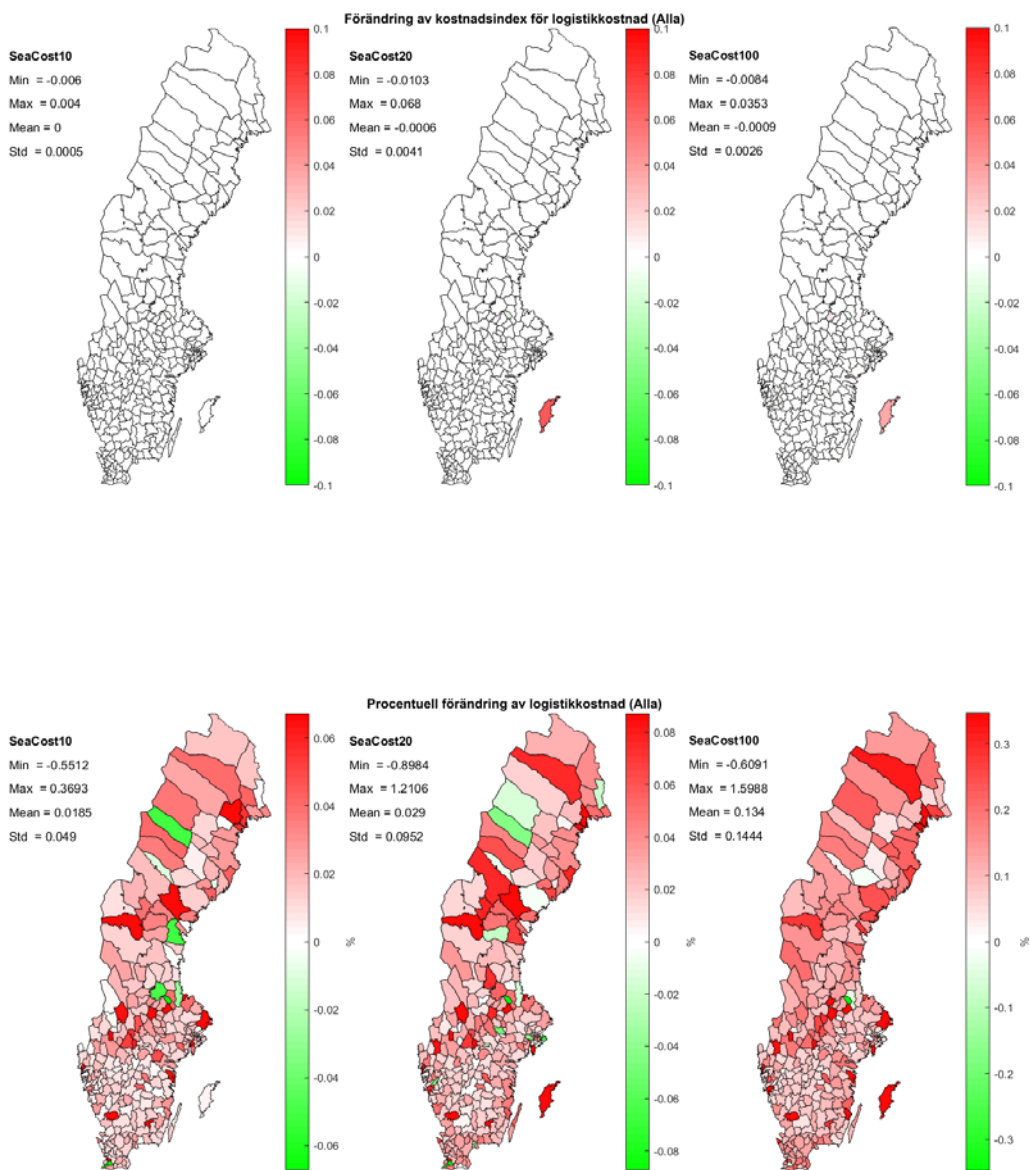 Förändring av kostnadsindex för logistikkostnad (Alla)
SeaCost10
Min = -0.006
Max = 0.004
Mean = 0
Std = 0.0005
0.1
0.08
0.06
0.04
0.02
0
-0.02
-0.04
-0.06
-0.08
-0.1
SeaCost20
Min = -0.0103
Max = 0.068
Mean = -0.0006
Std = 0.0041
0.1
0.08
0.06
0.04
0.02
0
-0.02
-0.04
-0.06
-0.08
-0.1
SeaCost100
Min = -0.0084
Max = 0.0353
Mean = -0.0009
Std = 0.0026
0.1
0.08
0.06
0.04
0.02
0
-0.02
-0.04
-0.06
-0.08
-0.1
Procentuell förändring av logistikkostnad (Alla)
SeaCost10
Min = -0.5512
Max = 0.3693
Mean = 0.0185
Std = 0.049
0.06
0.04
0.02
0
-0.02
-0.04
-0.06
%
SeaCost20
Min = -0.8984
Max = 1.2106
Mean = 0.029
Std = 0.0952
0.08
0.06
0.04
0.02
0
-0.02
-0.04
-0.06
-0.08
%
SeaCost100
Min = -0.6091
Max = 1.5988
Mean = 0.134
Std = 0.1444
0.3
0.2
0.1
0
-0.1
-0.2
-0.3
%